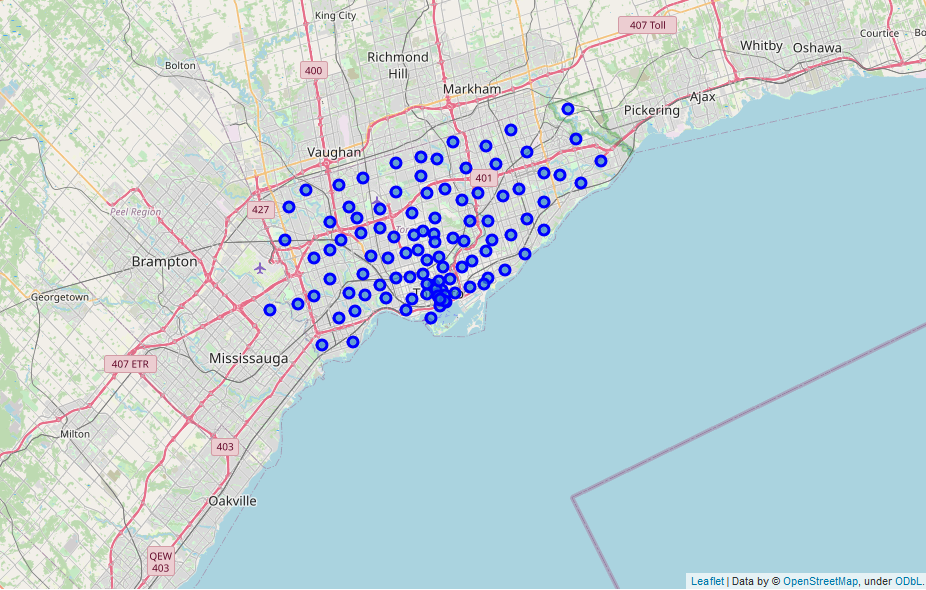 King City
407 Toll
Courtice
Whitby
Oshawa
Richmond
Hill
Bolton
400
Markham
Ajax
Pickering
Vaughan
401
427
Peel Region
Brampton
Georgetown
Mississauga
407 ETR
Milton
403
Oakville
QEW
403
Leaflet | Data by © OpenStreetMap, under ODbL.